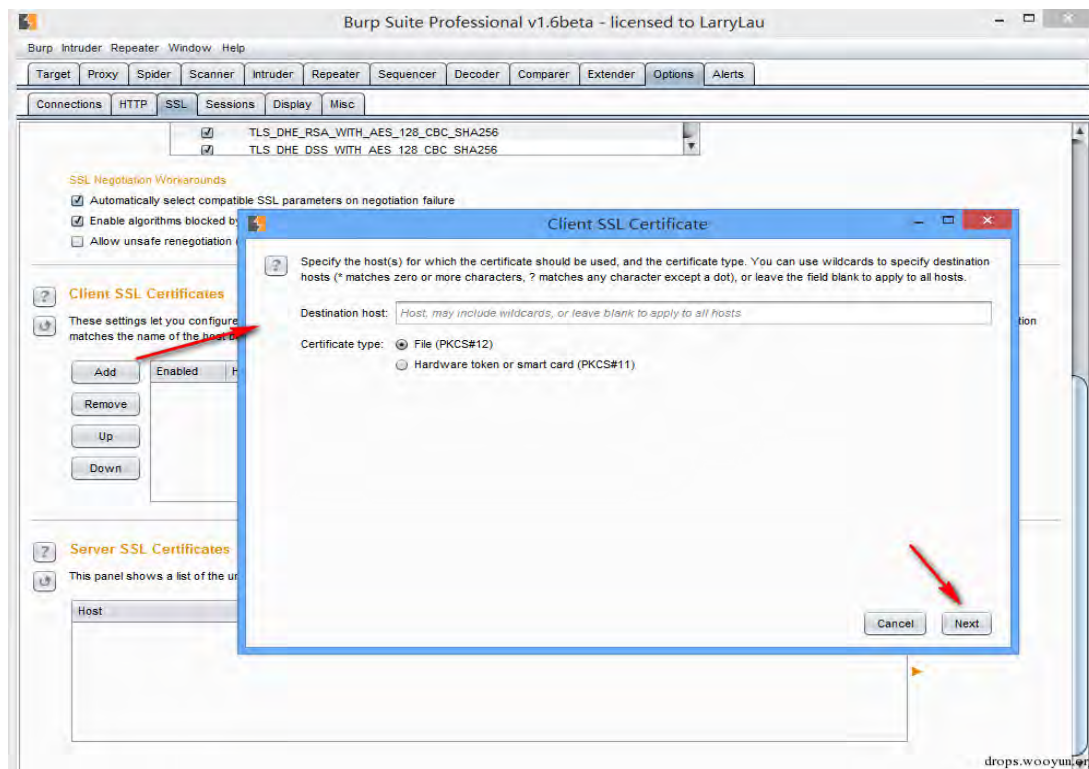 Burp Suite Professional v1.6beta - licensed to LarryLau
Burp Intruder Repeater Window Help
Target Proxy Spider Scanner Intruder Repeater Sequencer Decoder Comparer Extender Options Alerts
Connections HTTP SSL Sessions Display Misc
TLS_DHE_RSA_WITH_AES_128_CBC_SHA256
TLS_DHE_DSS_WITH_AES_128_CBC_SHA256
SSL Negotiation Workarounds
Automatically select compatible SSL parameters on negotiation failure
Enable algorithms blocked by
Allow unsafe renegotiation
Client SSL Certificate
Specify the host(s) for which the certificate should be used, and the certificate type. You can use wildcards to specify destination
hosts (* matches zero or more characters, ? matches any character except a dot), or leave the field blank to apply to all hosts.
Destination host: Host, may include wildcards, or leave blank to apply to all hosts
Certificate type: File (PKCS#12)
Hardware token or smart card (PKCS#11)
Cancel Next
Client SSL Certificates
These settings let you configure
matches the name of the host
Add Enabled
Remove
Up
Down
Server SSL Certificates
This panel shows a list of the
Host
drops.wooyun.or